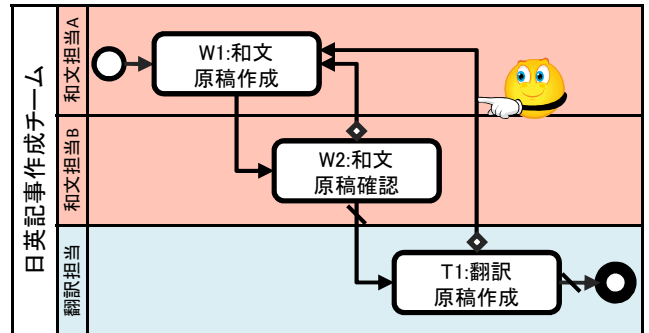 日英記事作成チーム
和文担当A
W1:和文
原稿作成
和文担当B
W2:和文
原稿確認
翻訳担当
T1:翻訳
原稿作成